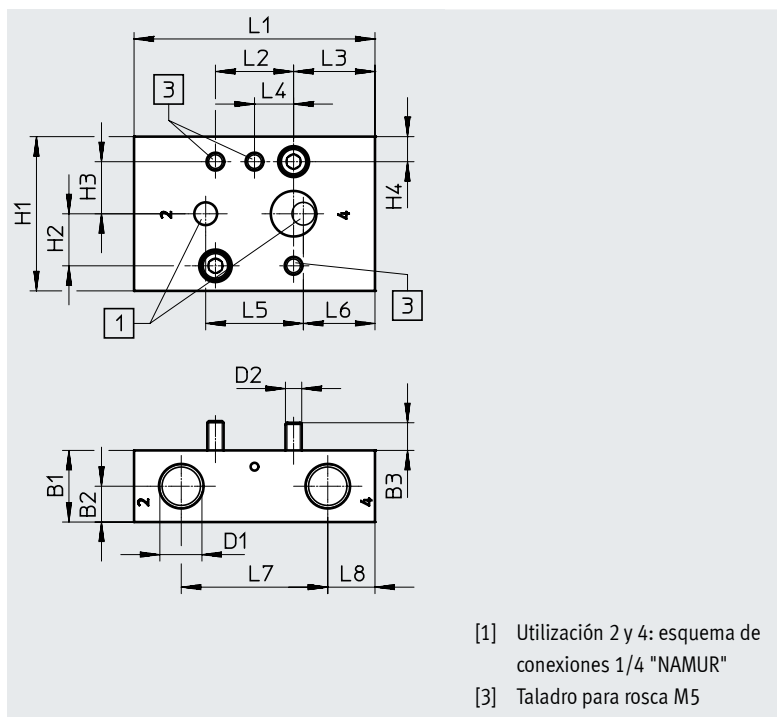 L1
L2 L3
3 L4
H1 H3 H2 H4
2 4
1 L5 L6 3
D2
B1 B2 B3
2 4
D1
L7 L8
[1] Utilización 2 y 4: esquema de
conexiones 1/4 "NAMUR"
[3] Taladro para rosca M5